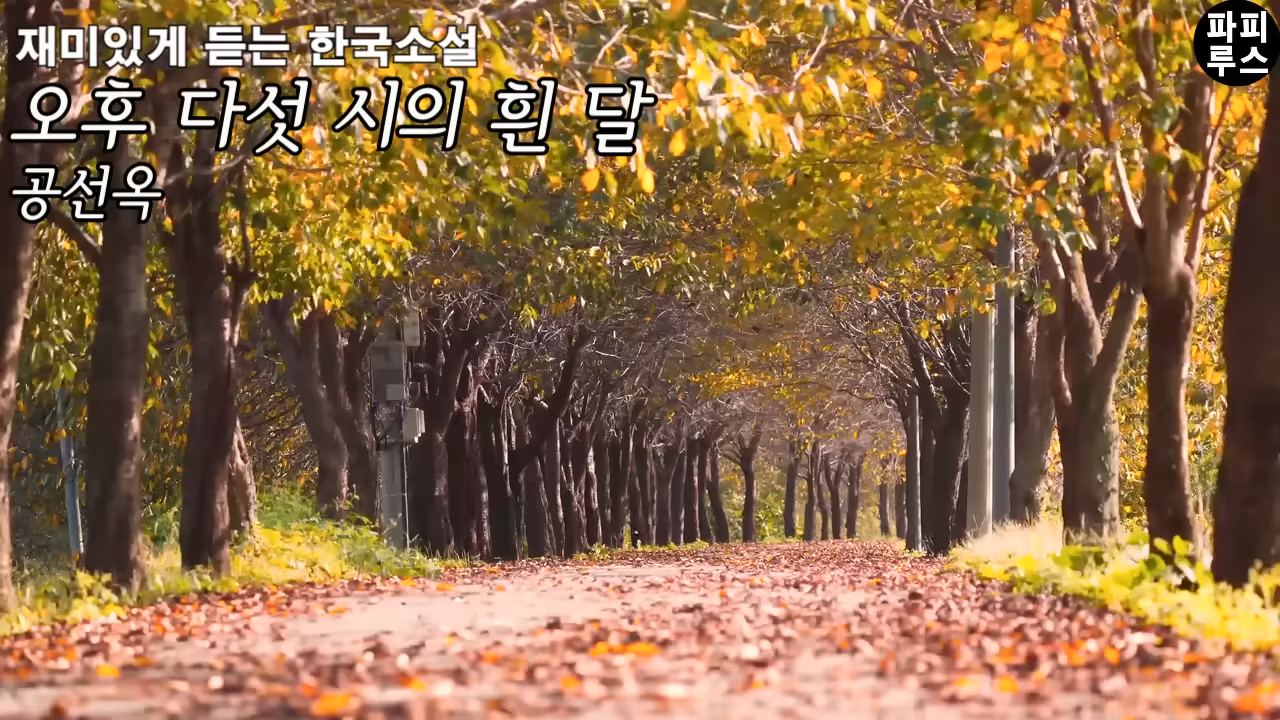 재미있게 듣는 한국소설
오후 다섯 시의 흰 달
공선옥
파피
루스